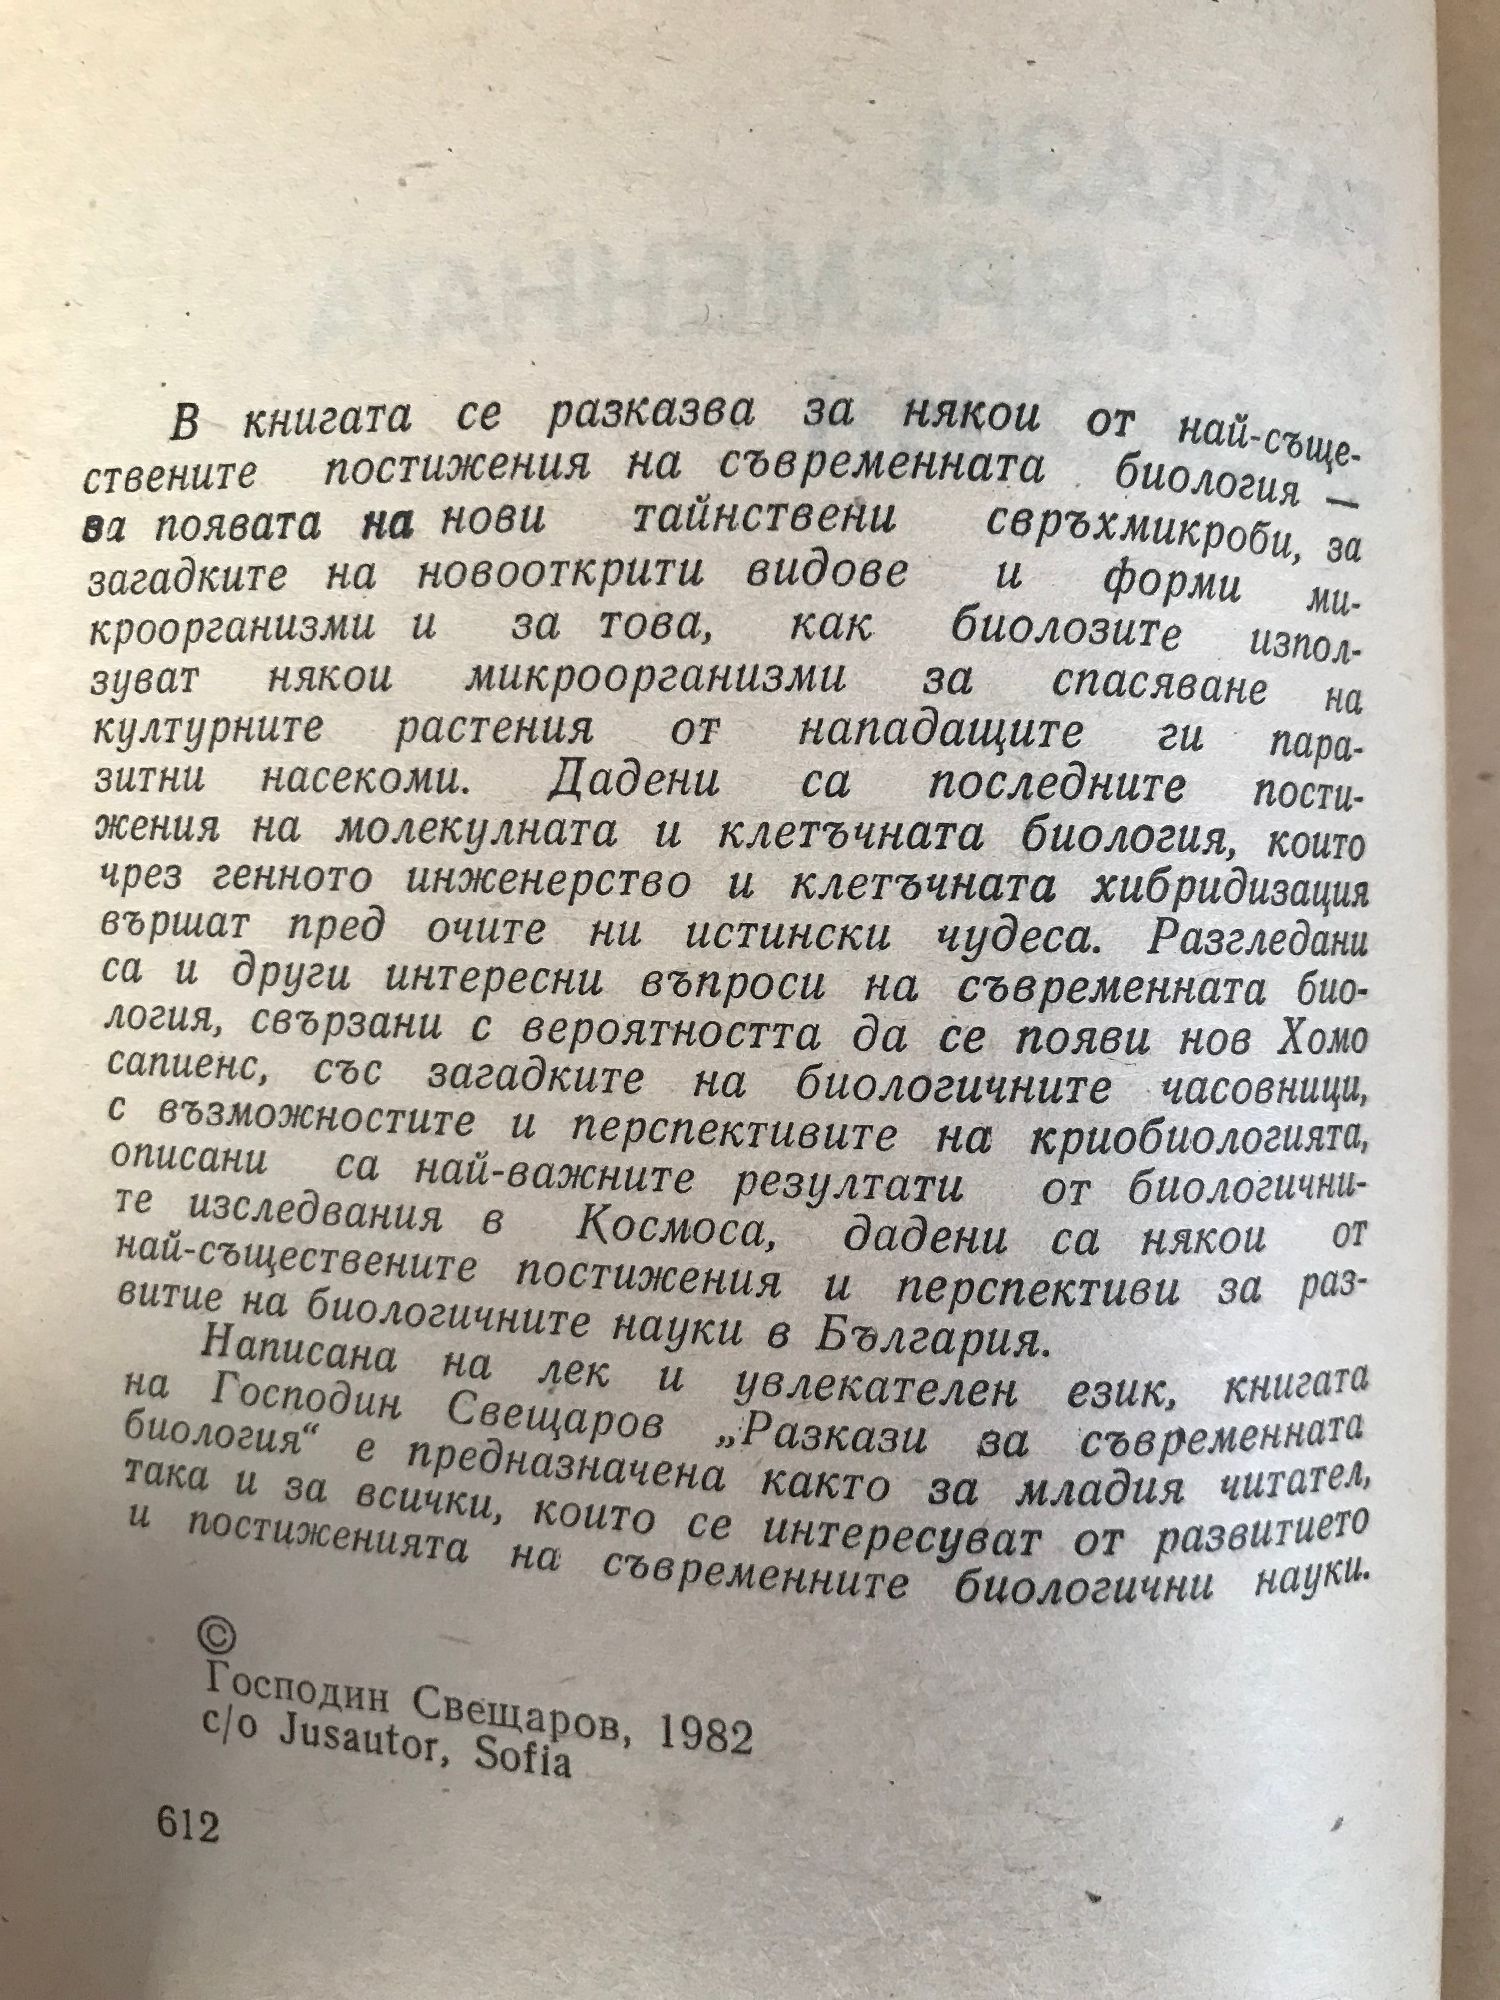 В книгата се разказва за някои от най-съще-
ствените постижения на съвременната биология —
за появата на нови тайнствени свръхмикроби, за
загадките на новооткрити видове и форми ми-
кроорганизми и за това, как биолозите изпол-
зуват някои микроорганизми за спасяване на
културните растения от нападащите ги пара-
зитни насекоми. Дадени са последните пости-
жения на молекулната и клетъчната биология, които
чрез генното инженерство и клетъчната хибридизация
вършат пред очите ни истински чудеса. Разгледани
са и други интересни въпроси на съвременната био-
логия, свързани с вероятността да се появи нов Хомо
сапиенс, със загадките на биологичните часовници,
с възможностите и перспективите на криобиологията,
описани са най-важните резултати от биологични-
те изследвания в Космоса, дадени са някои от
най-съществените постижения и перспективи за раз-
витие на биологичните науки в България.
Написана на лек и увлекателен език, книгата
на Господин Свещаров „Разкази за съвременната
биология“ е предназначена както за младия читател,
така и за всички, които се интересуват от развитието
и постиженията на съвременните биологични науки.
©
Господин Свещаров, 1982
c/o Jusautor, Sofia
612